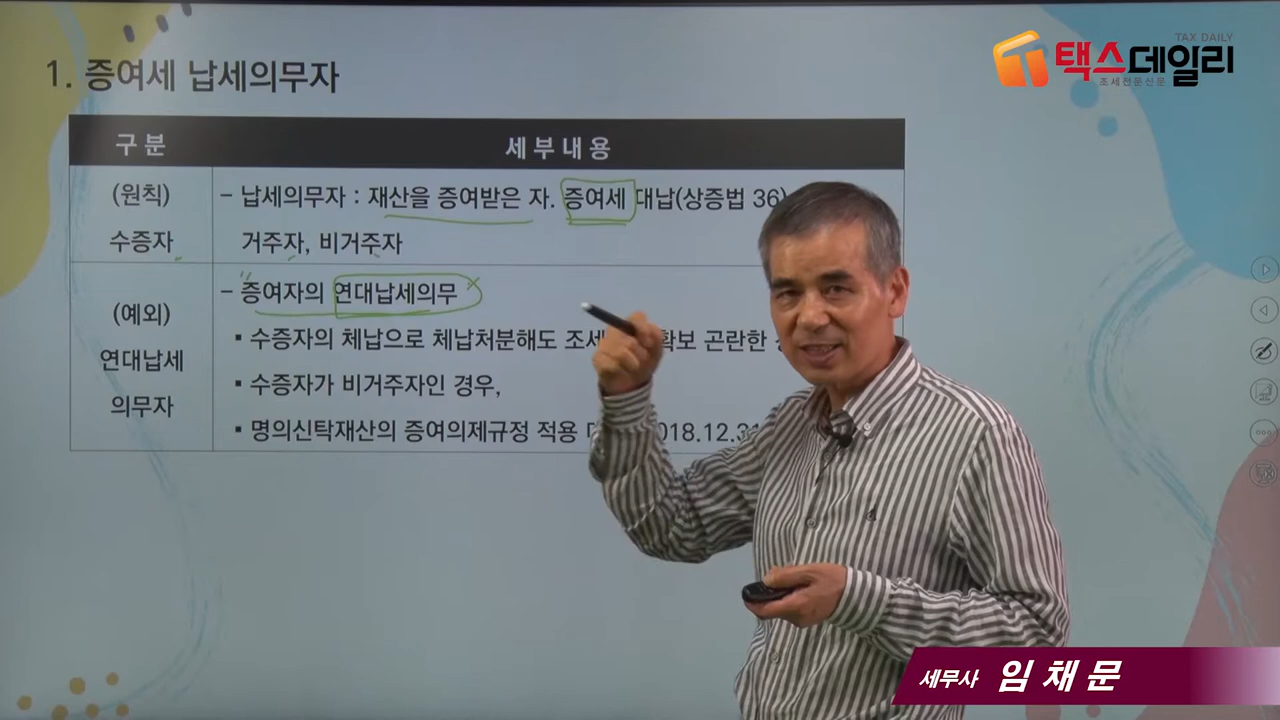 TAX DAILY
택스데일리
조세전문신문
1. 증여세 납세의무자
구 분
세 부 내 용
(원칙)
수증자
– 납세의무자 : 재산을 증여받은 자. 증여세 대납(상증법 36)
거주자, 비거주자
(예외)
연대납세
의무자
– 증여자의 연대납세의무
▪ 수증자의 체납으로 체납처분해도 조세 확보 곤란한
▪ 수증자가 비거주자인 경우,
▪ 명의신탁재산의 증여의제규정 적용 018.12.31
세무사 임 채 문